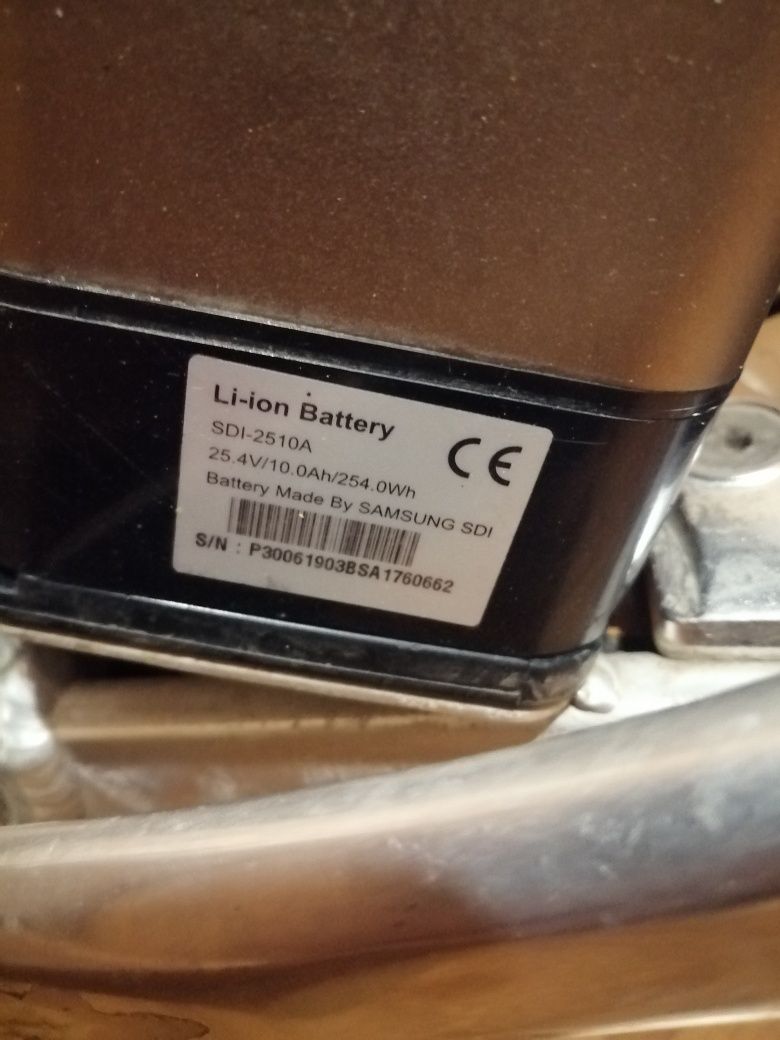 Li-ion Battery
SDI-2510A
25.4V/10.0Ah/254.0Wh
Battery Made By SAMSUNG SDI
CE
S/N : P30061903BSA1760662